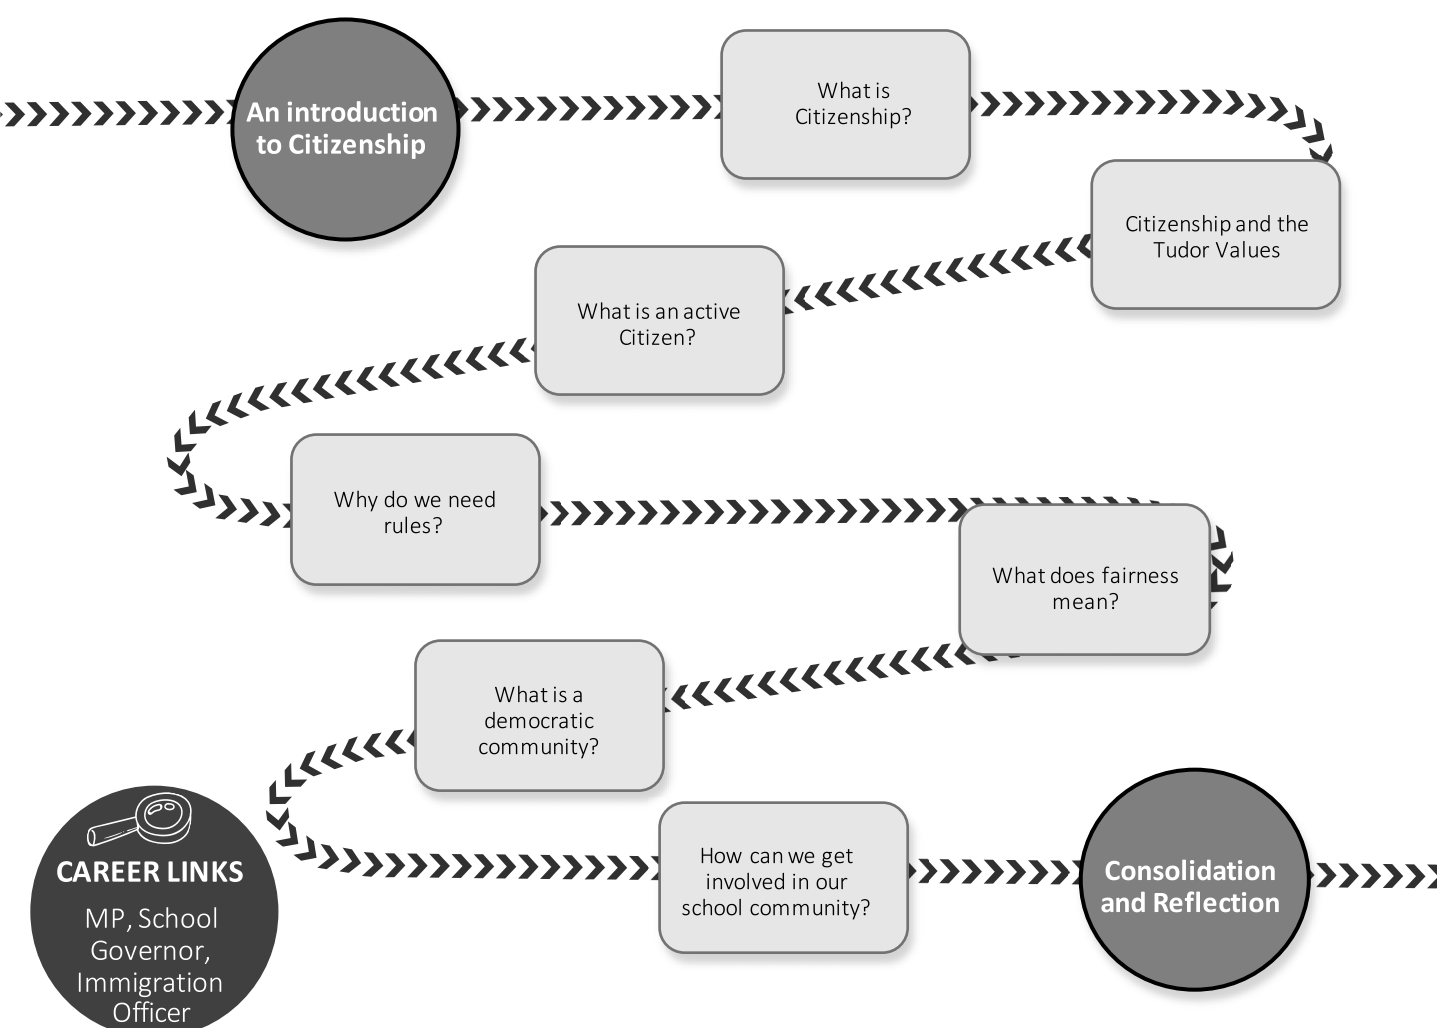 An introduction
to Citizenship
What is
Citizenship?
Citizenship and the
Tudor Values
What is an active
Citizen?
Why do we need
rules?
What does fairness
mean?
What is a
democratic
community?
How can we get
involved in our
school community?
Consolidation
and Reflection
CAREER LINKS
MP, School
Governor,
Immigration
Officer